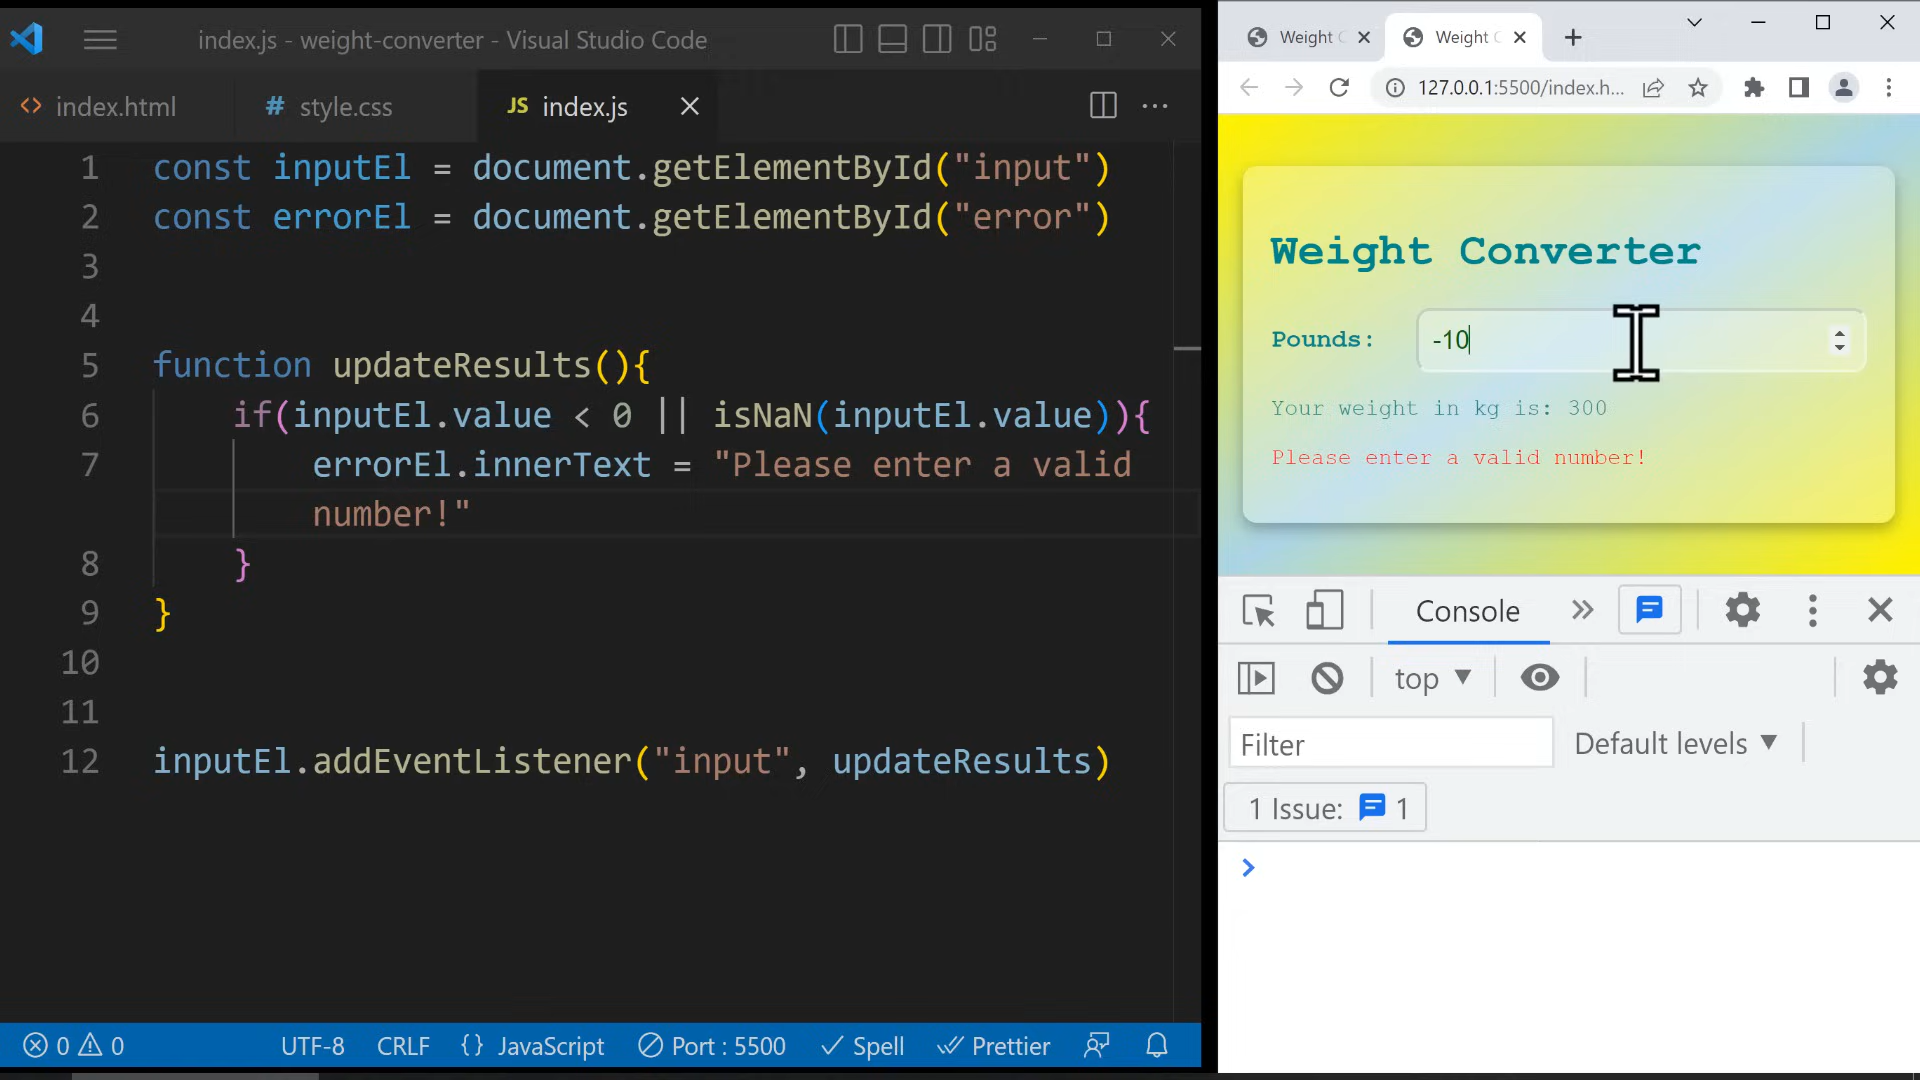 index.js - weight-converter - Visual Studio Code
index.html
# style.css
JS index.js
1 const inputEl = document.getElementById("input")
2 const errorEl = document.getElementById("error")
3
4
5 function updateResults(){
6 if(inputEl.value < 0 || isNaN(inputEl.value)){
7 errorEl.innerText = "Please enter a valid
number!"
8 }
9 }
10
11
12 inputEl.addEventListener("input", updateResults)
0 0
UTF-8
CRLF
{} JavaScript
Port : 5500
Spell
Prettier
Weight
Weight C
127.0.0.1:5500/index.h...
Weight Converter
Pounds: -10
Your weight in kg is: 300
Please enter a valid number!
Console
top
Filter
Default levels
1 Issue: 1